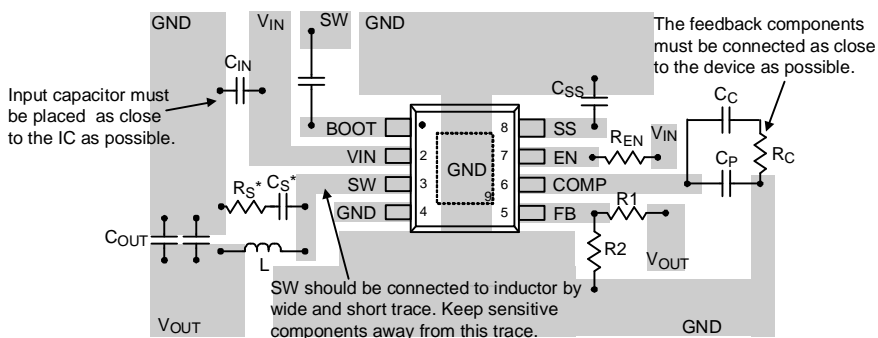 GND
VIN
SW
GND
The feedback components
must be connected as close
to the device as possible.
CIN
Input capacitor must
be placed as close
to the IC as possible.
CSS
CC
BOOT
8
SS
REN
VIN
RC
VIN
2
GND
7
EN
CP
SW
3
6
COMP
9
RS*
CS*
GND
4
5
FB
R1
COUT
R2
L
VOUT
SW should be connected to inductor by
wide and short trace. Keep sensitive
components away from this trace.
VOUT
GND